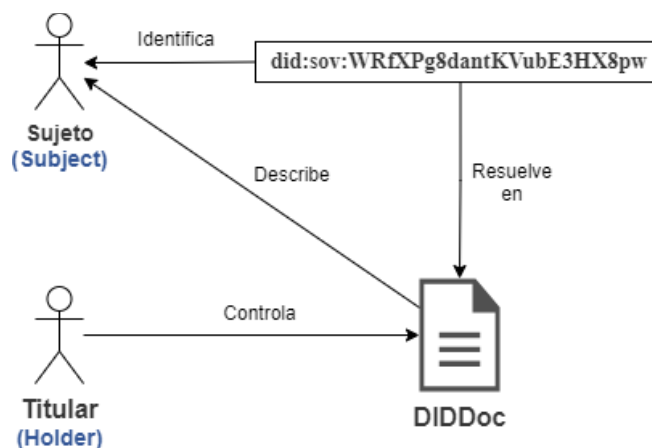 Identifica
did:sov:WRfXPg8dantKVubE3HX8pw
Sujeto
(Subject)
Describe
Resuelve
en
Controla
Titular
(Holder)
DIDDoc